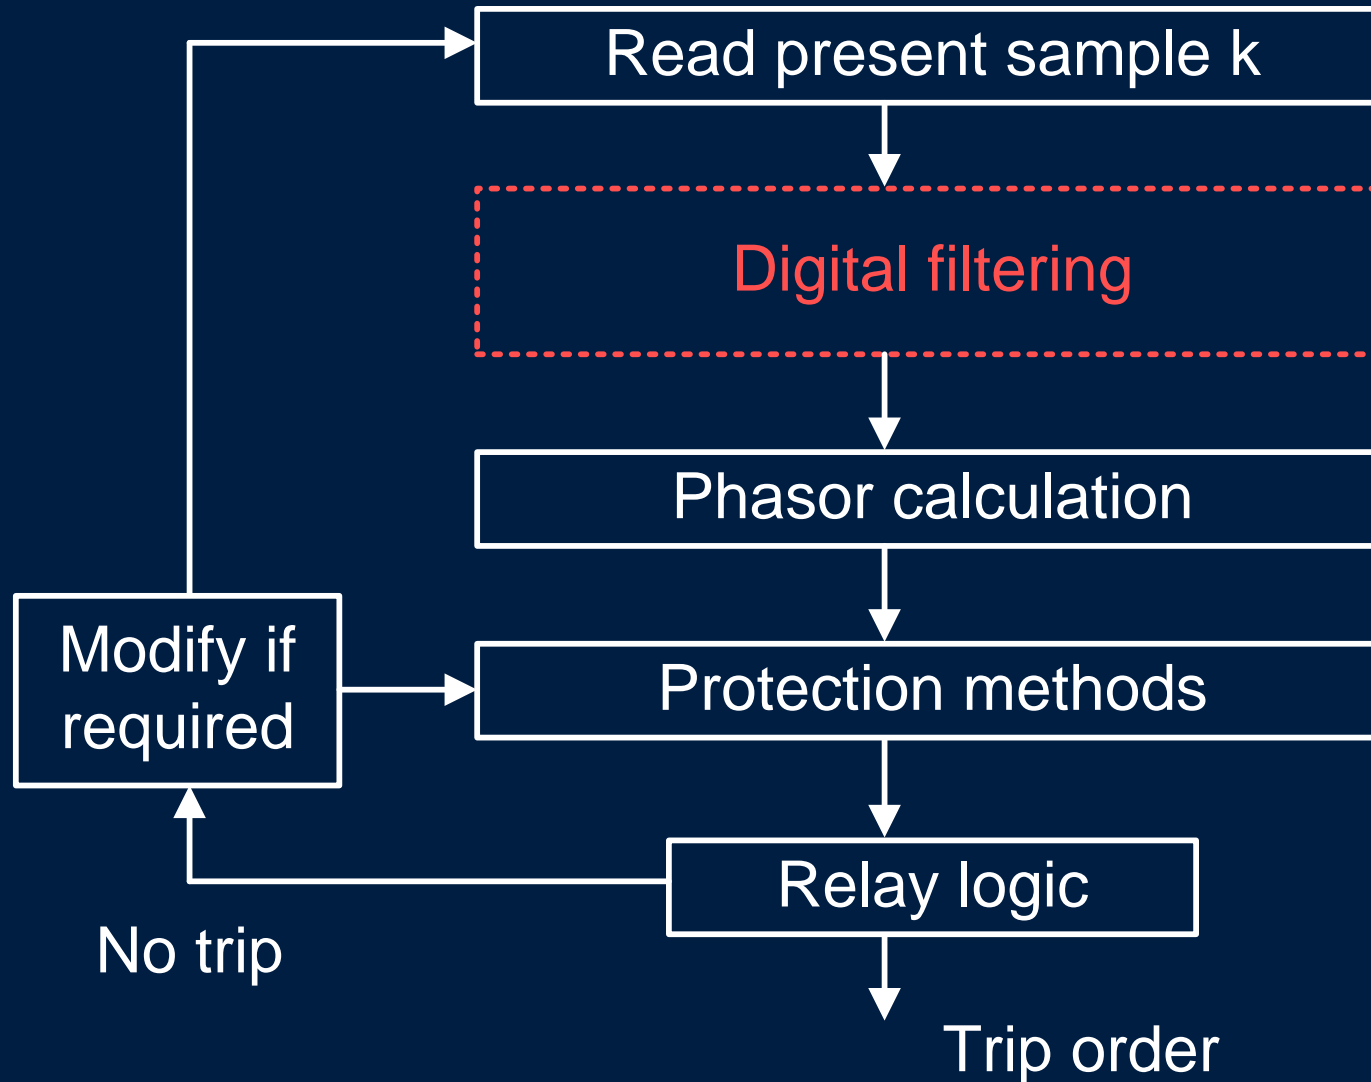 Read present sample k
Digital filtering
Phasor calculation
Modify if
required
Protection methods
Relay logic
No trip
Trip order